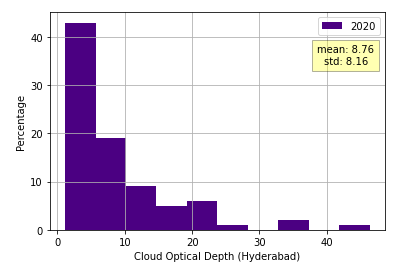 2020
mean: 8.76
std: 8.16
40
30
20
10
0
Percentage
0 10 20 30 40
Cloud Optical Depth (Hyderabad)